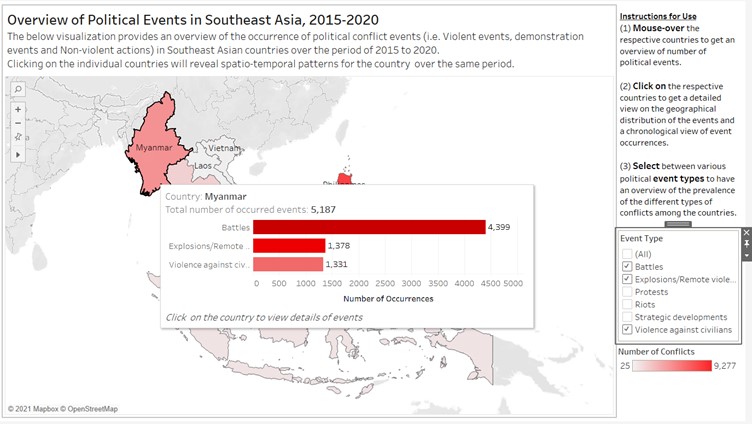 Overview of Political Events in Southeast Asia, 2015-2020
The below visualization provides an overview of the occurrence of political conflict events (i.e. Violent events, demonstration
events and Non-violent actions) in Southeast Asian countries over the period of 2015 to 2020.
Clicking on the individual countries will reveal spatio-temporal patterns for the country over the same period.
Myanmar
Vietnam
Laos
Country: Myanmar
Total number of occurred events: 5,187
Battles
4,399
Explosions/Remote ..
1,378
Violence against civ..
1,331
0 500 1000 1500 2000 2500 3000 3500 4000 4500 5000
Number of Occurrences
Click on the country to view details of events
© 2021 Mapbox © OpenStreetMap
Instructions for Use
(1) Mouse-over the
respective countries to get an
overview of number of
political events.
(2) Click on the respective
countries to get a detailed
view on the geographical
distribution of the events and
a chronological view of event
occurrences.
(3) Select between various
political event types to have
an overview of the prevalence
of the different types of
conflicts among the countries.
Event Type
(All)
Battles
Explosions/Remote viole...
Protests
Riots
Strategic developments
Violence against civilians
Number of Conflicts
25
9,277